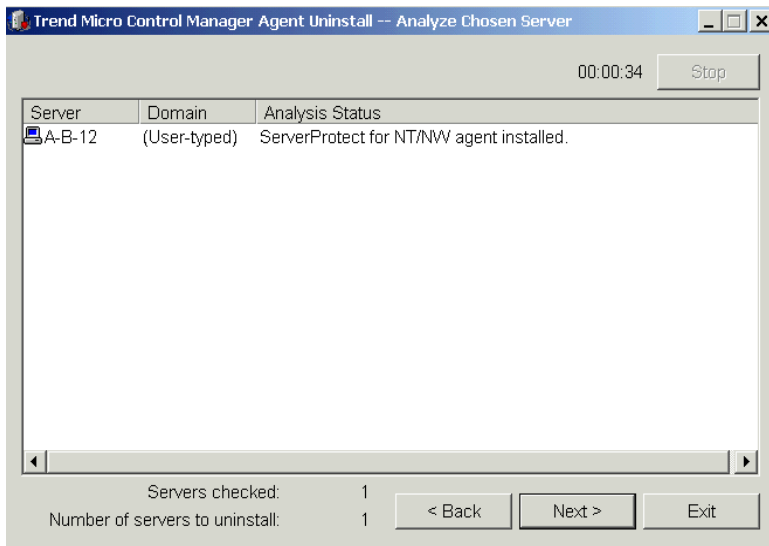 Trend Micro Control Manager Agent Uninstall -- Analyze Chosen Server
00:00:34 Stop
Server Domain Analysis Status
A-B-12 (User-typed) ServerProtect for NT/NW agent installed.
Servers checked: 1
Number of servers to uninstall: 1
< Back Next > Exit